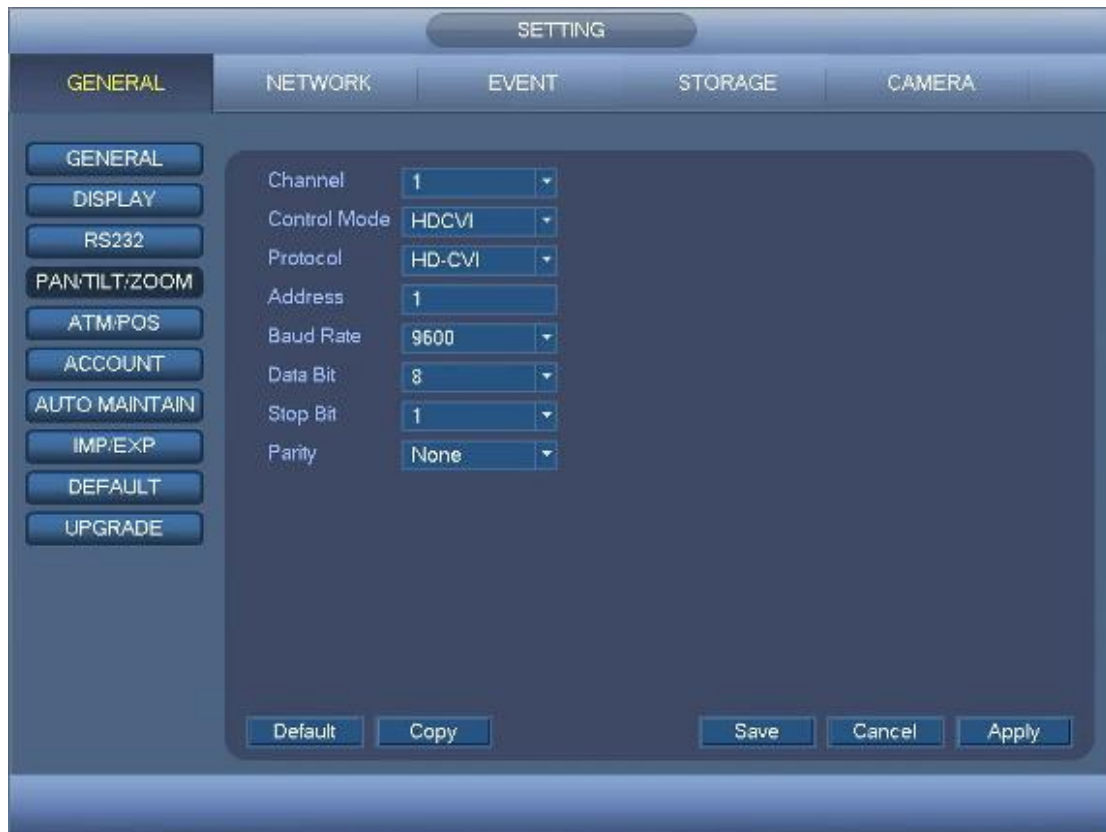 SETTING
GENERAL NETWORK EVENT STORAGE CAMERA
GENERAL
DISPLAY
RS232
PAN/TILT/ZOOM
ATM/POS
ACCOUNT
AUTO MAINTAIN
IMP/EXP
DEFAULT
UPGRADE
Channel 1
Control Mode HDCVI
Protocol HD-CVI
Address 1
Baud Rate 9600
Data Bit 8
Stop Bit 1
Parity None
Default Copy Save Cancel Apply